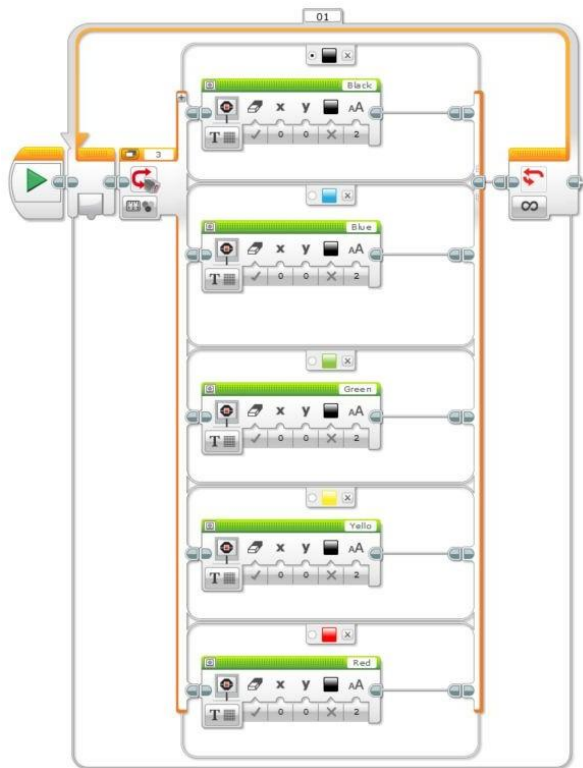 01
Black
3
x y AA
T 0 0 2
Blue
x y AA
T 0 0 2
Green
x y AA
T 0 0 2
Yello
x y AA
T 0 0 2
Red
x y AA
T 0 0 2